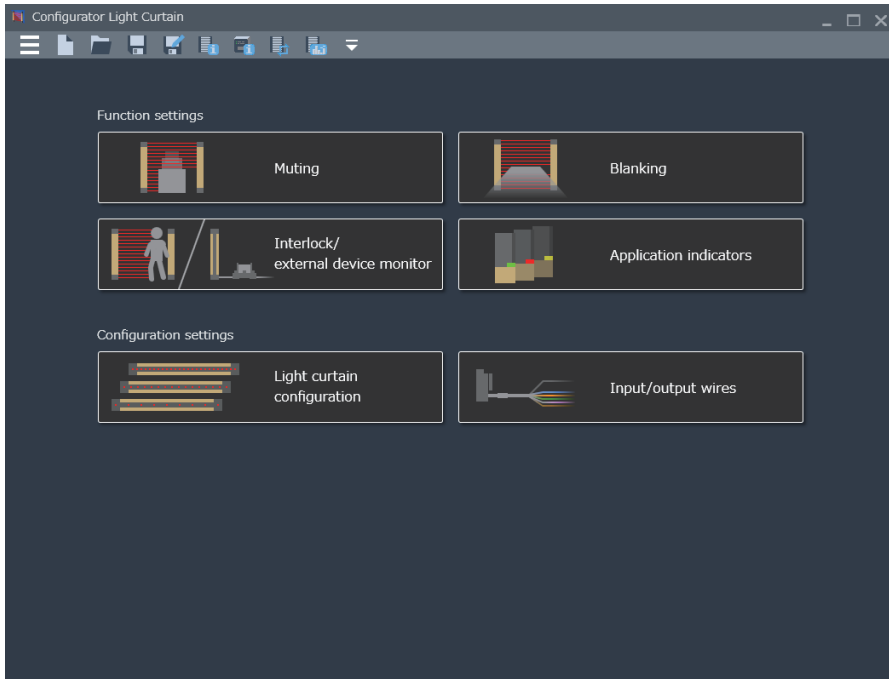 Configurator Light Curtain
Function settings
Muting
Blanking
Interlock/
external device monitor
Application indicators
Configuration settings
Light curtain
configuration
Input/output wires